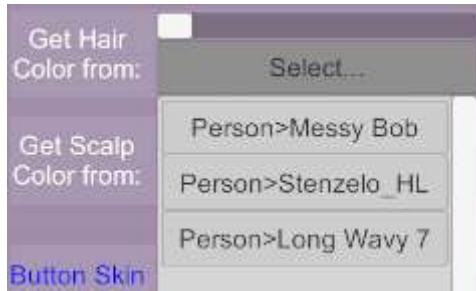 Get Hair
Color from:
Select...
Get Scalp
Color from:
Person>Messy Bob
Person>Stenzelo_HL
Person>Long Wavy 7
Button Skin